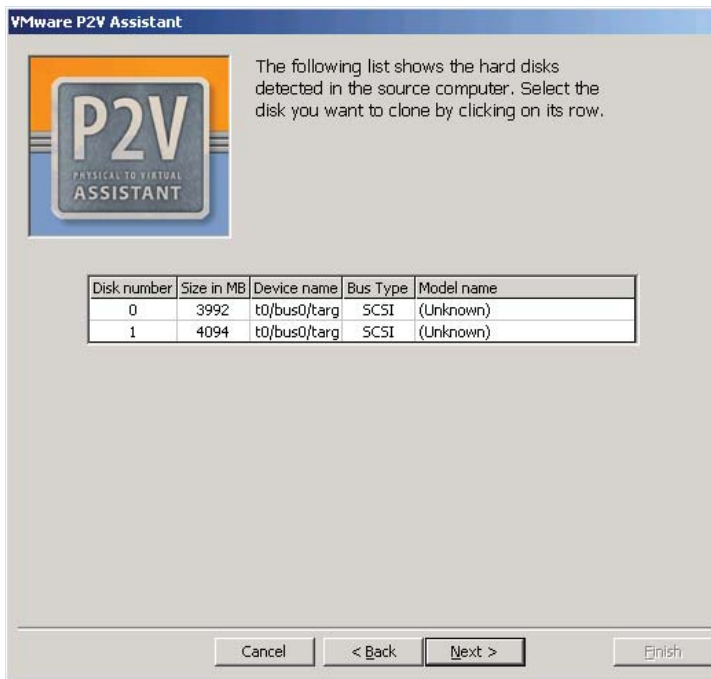 VMware P2V Assistant
The following list shows the hard disks
detected in the source computer. Select the
disk you want to clone by clicking on its row.
P2V
PHYSICAL TO VIRTUAL
ASSISTANT
Disk number Size in MB Device name Bus Type Model name
0 3992 t0/bus0/targ SCSI (Unknown)
1 4094 t0/bus0/targ SCSI (Unknown)
Cancel < Back Next > Finish